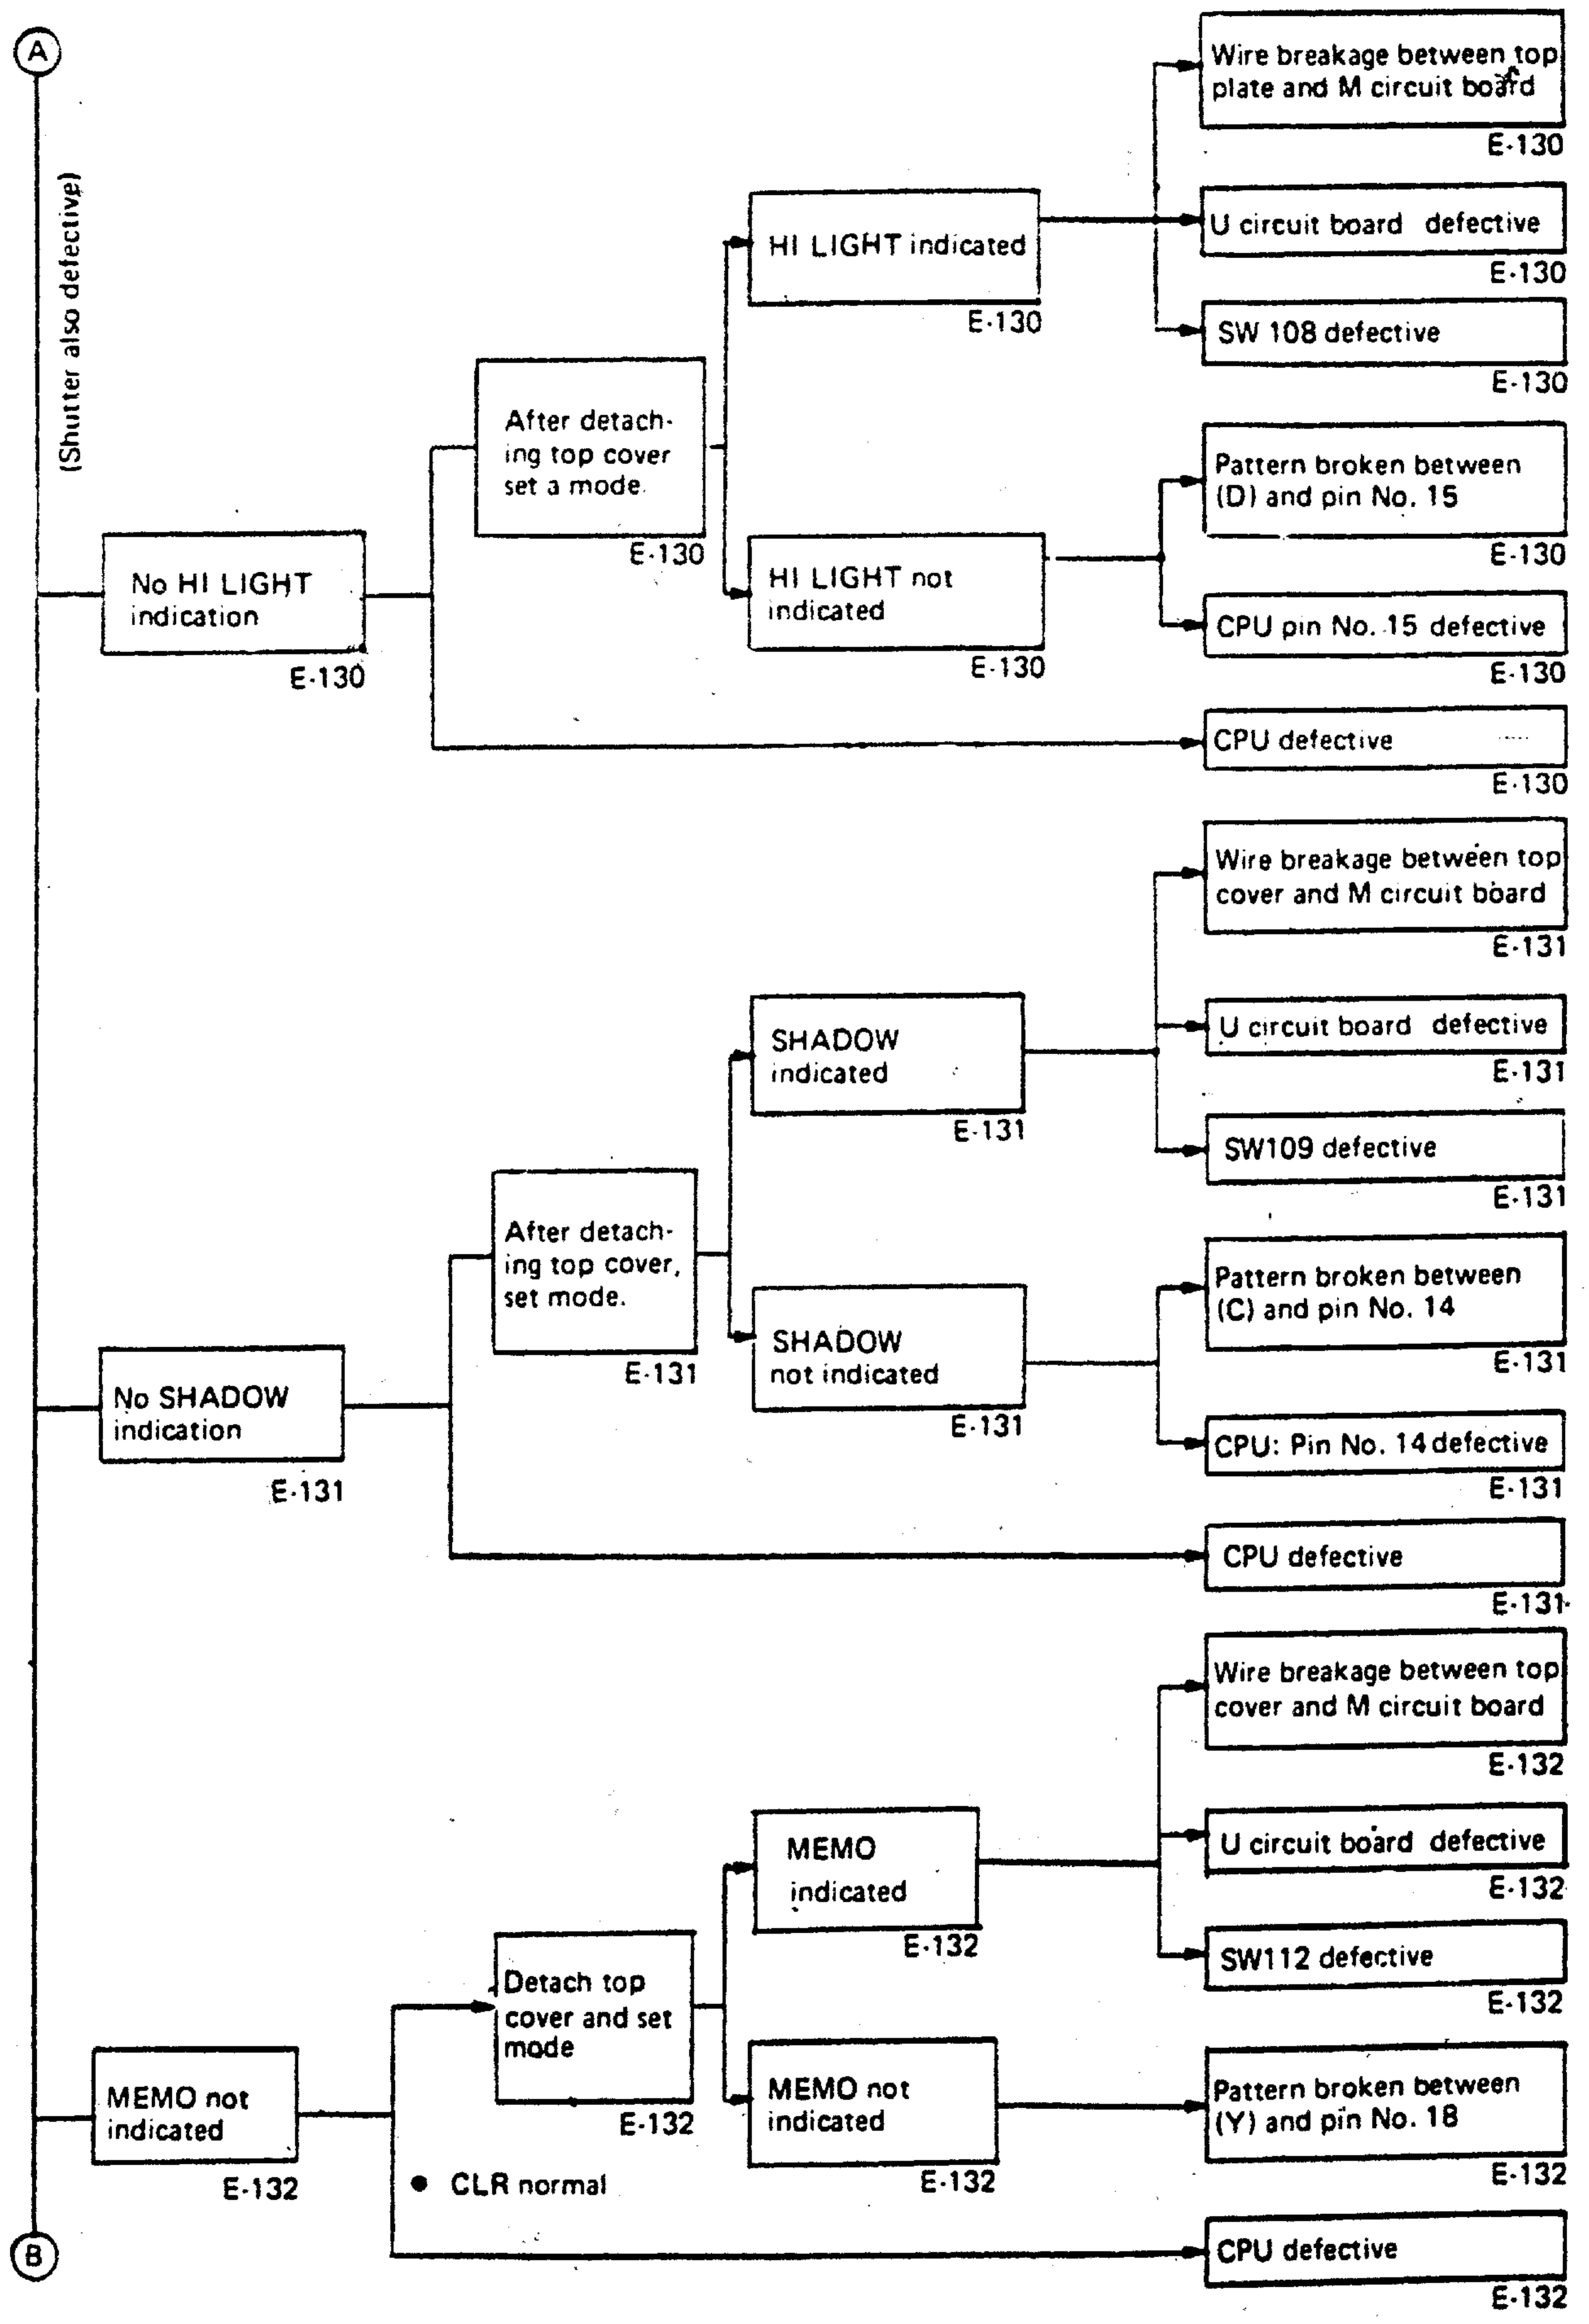 A
(Shutter also defective)
No HI LIGHT
indication
E-130
After detach-
ing top cover
set a mode.
E-130
HI LIGHT indicated
E-130
Wire breakage between top
plate and M circuit board
E-130
U circuit board defective
E-130
SW 108 defective
E-130
HI LIGHT not
indicated
E-130
Pattern broken between
(D) and pin No. 15
E-130
CPU pin No. 15 defective
E-130
CPU defective
E-130
No SHADOW
indication
E-131
After detach-
ing top cover,
set mode.
E-131
SHADOW
indicated
E-131
Wire breakage between top
cover and M circuit board
E-131
U circuit board defective
E-131
SW109 defective
E-131
SHADOW
not indicated
E-131
Pattern broken between
(C) and pin No. 14
E-131
CPU: Pin No. 14 defective
E-131
CPU defective
E-131
MEMO not
indicated
E-132
Detach top
cover and set
mode
E-132
● CLR normal
MEMO
indicated
E-132
Wire breakage between top
cover and M circuit board
E-132
U circuit board defective
E-132
SW112 defective
E-132
MEMO not
indicated
E-132
Pattern broken between
(Y) and pin No. 18
E-132
CPU defective
E-132
B